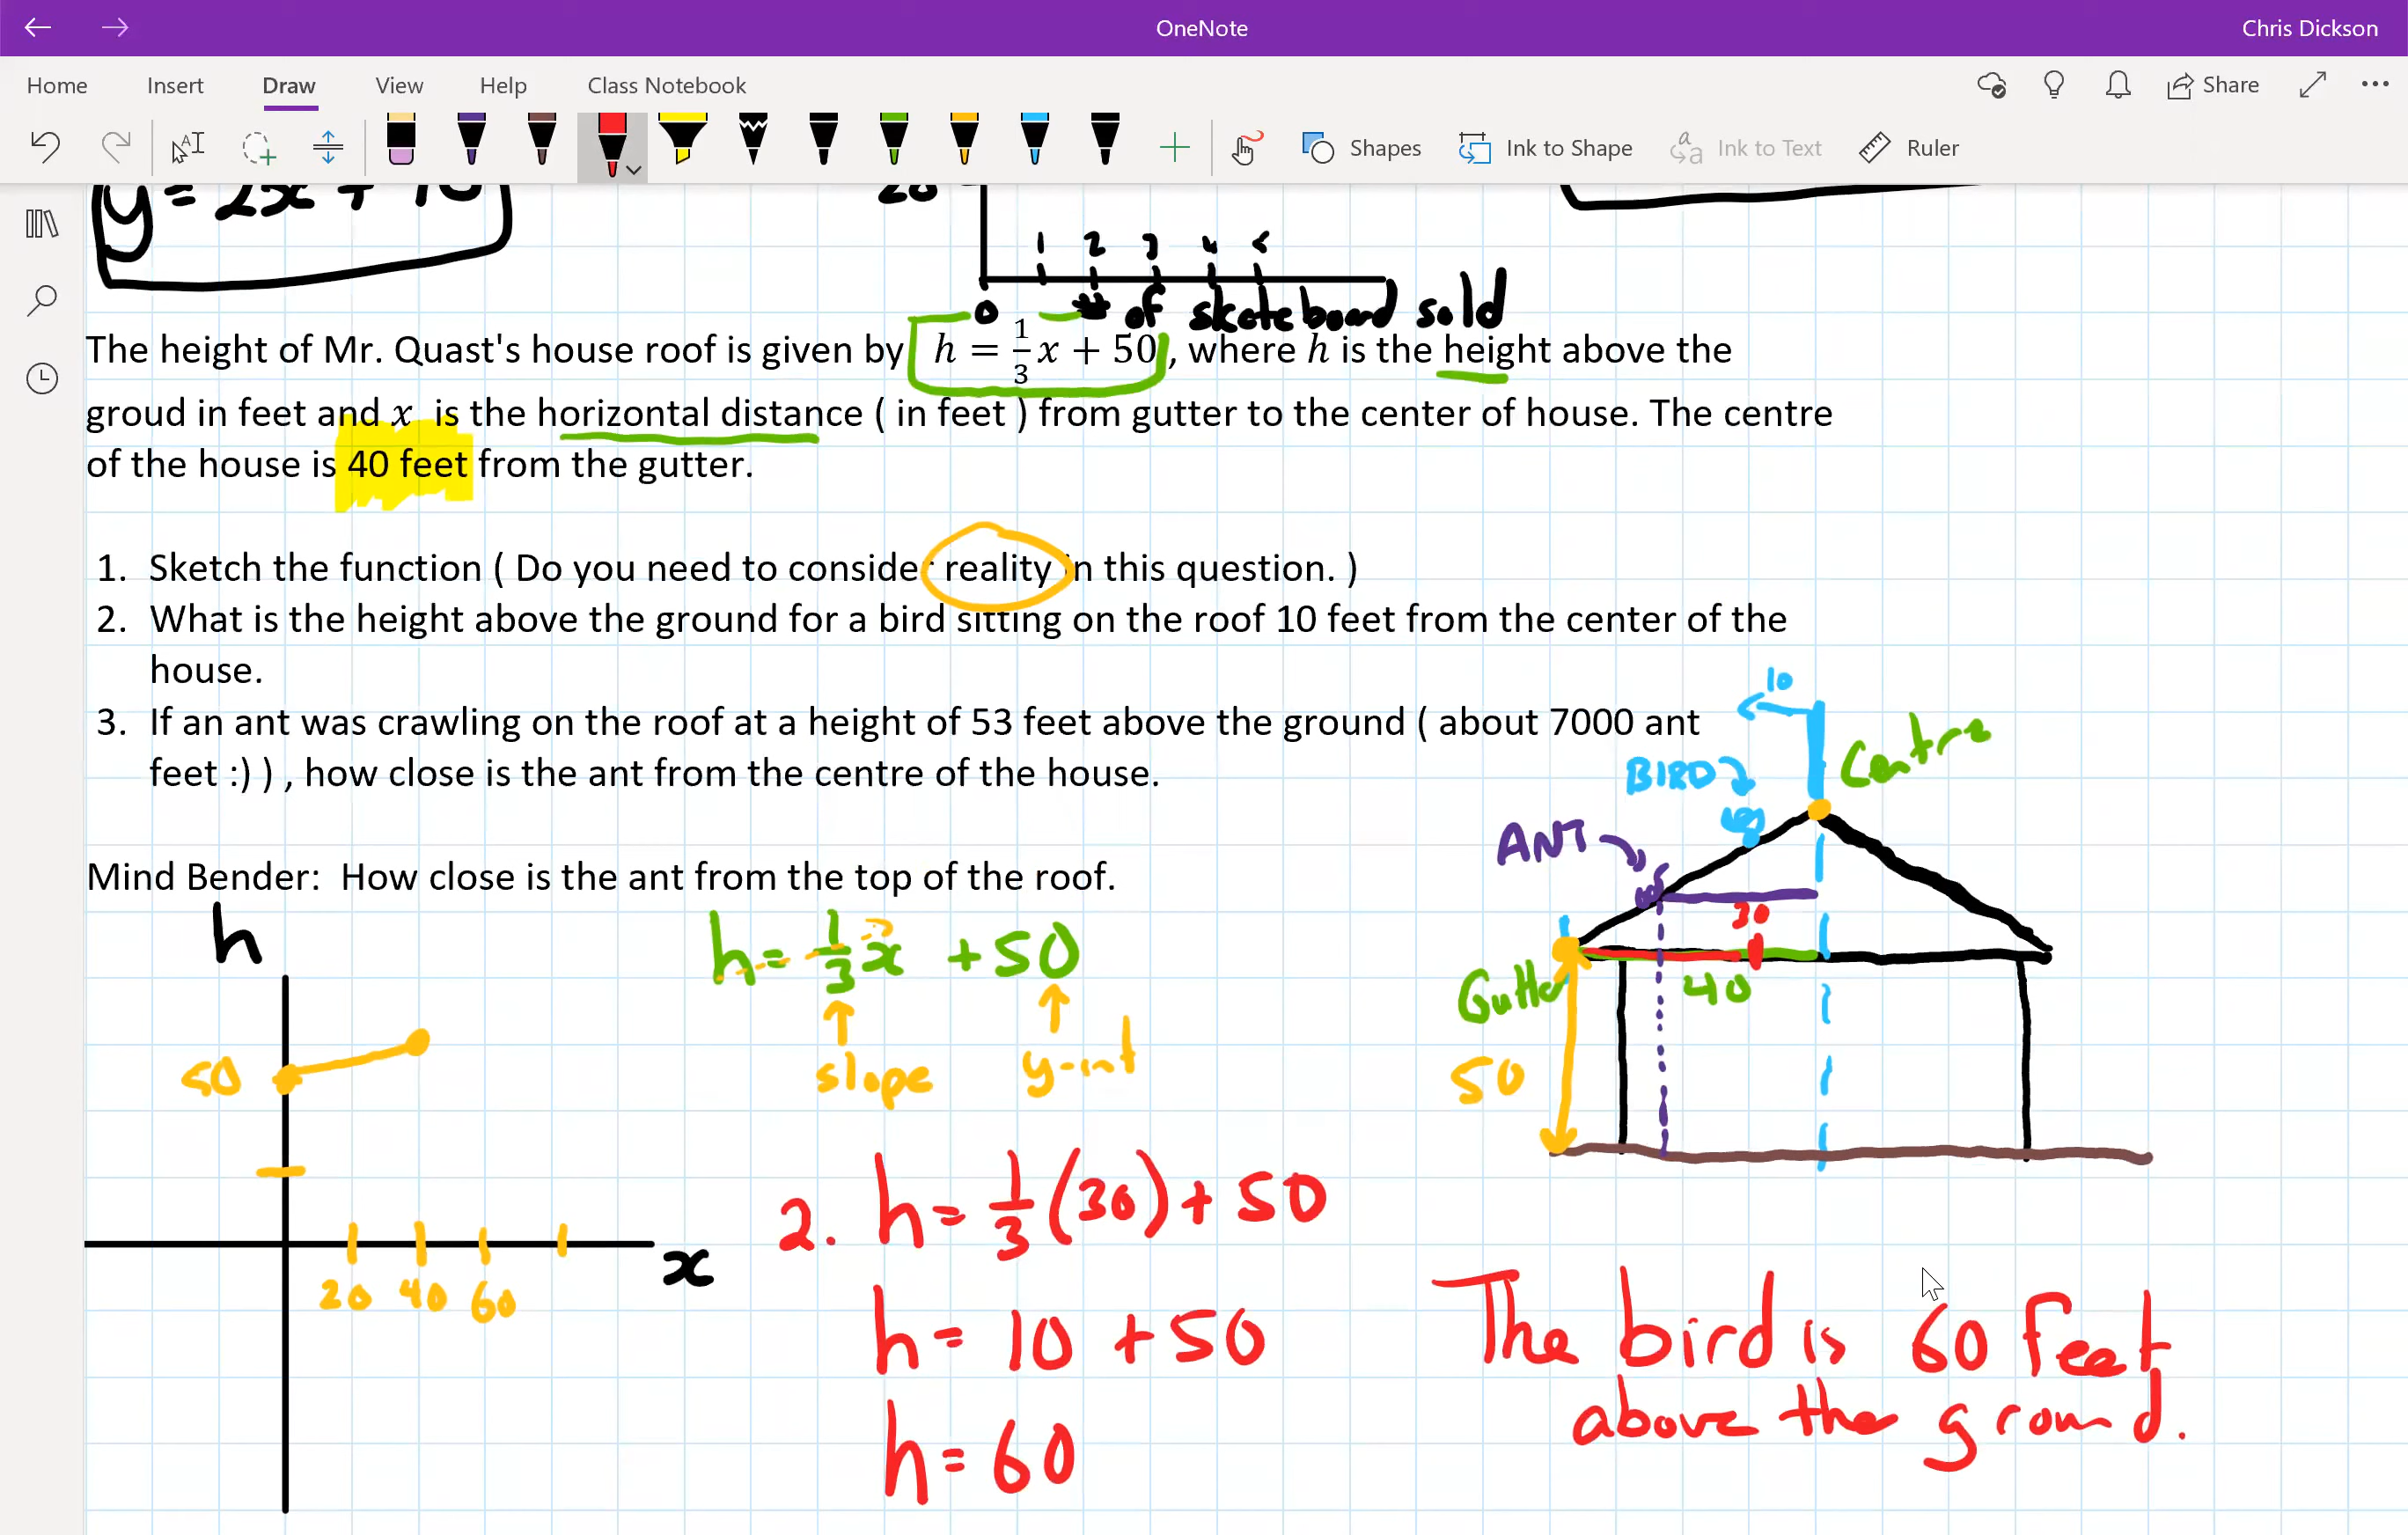 OneNote
Chris Dickson
Home Insert Draw View Help Class Notebook
Share
Shapes Ink to Shape Ink to Text Ruler
y = 2x +
20
1 2 3 4 5
0 # of skateboard sold
The height of Mr. Quast's house roof is given by h = 1/3 x + 50, where h is the height above the
groud in feet and x is the horizontal distance ( in feet ) from gutter to the center of house. The centre
of the house is 40 feet from the gutter.
1. Sketch the function ( Do you need to consider reality in this question. )
2. What is the height above the ground for a bird sitting on the roof 10 feet from the center of the
house.
3. If an ant was crawling on the roof at a height of 53 feet above the ground ( about 7000 ant
feet :) ) , how close is the ant from the centre of the house.
Mind Bender: How close is the ant from the top of the roof.
10
Centre
BIRD
ANT
30
Gutter
40
50
h
50
20 40 60
x
h = 1/3 x + 50
slope y-int
2. h = 1/3 (30) + 50
h = 10 + 50
h = 60
The bird is 60 feet
above the ground.